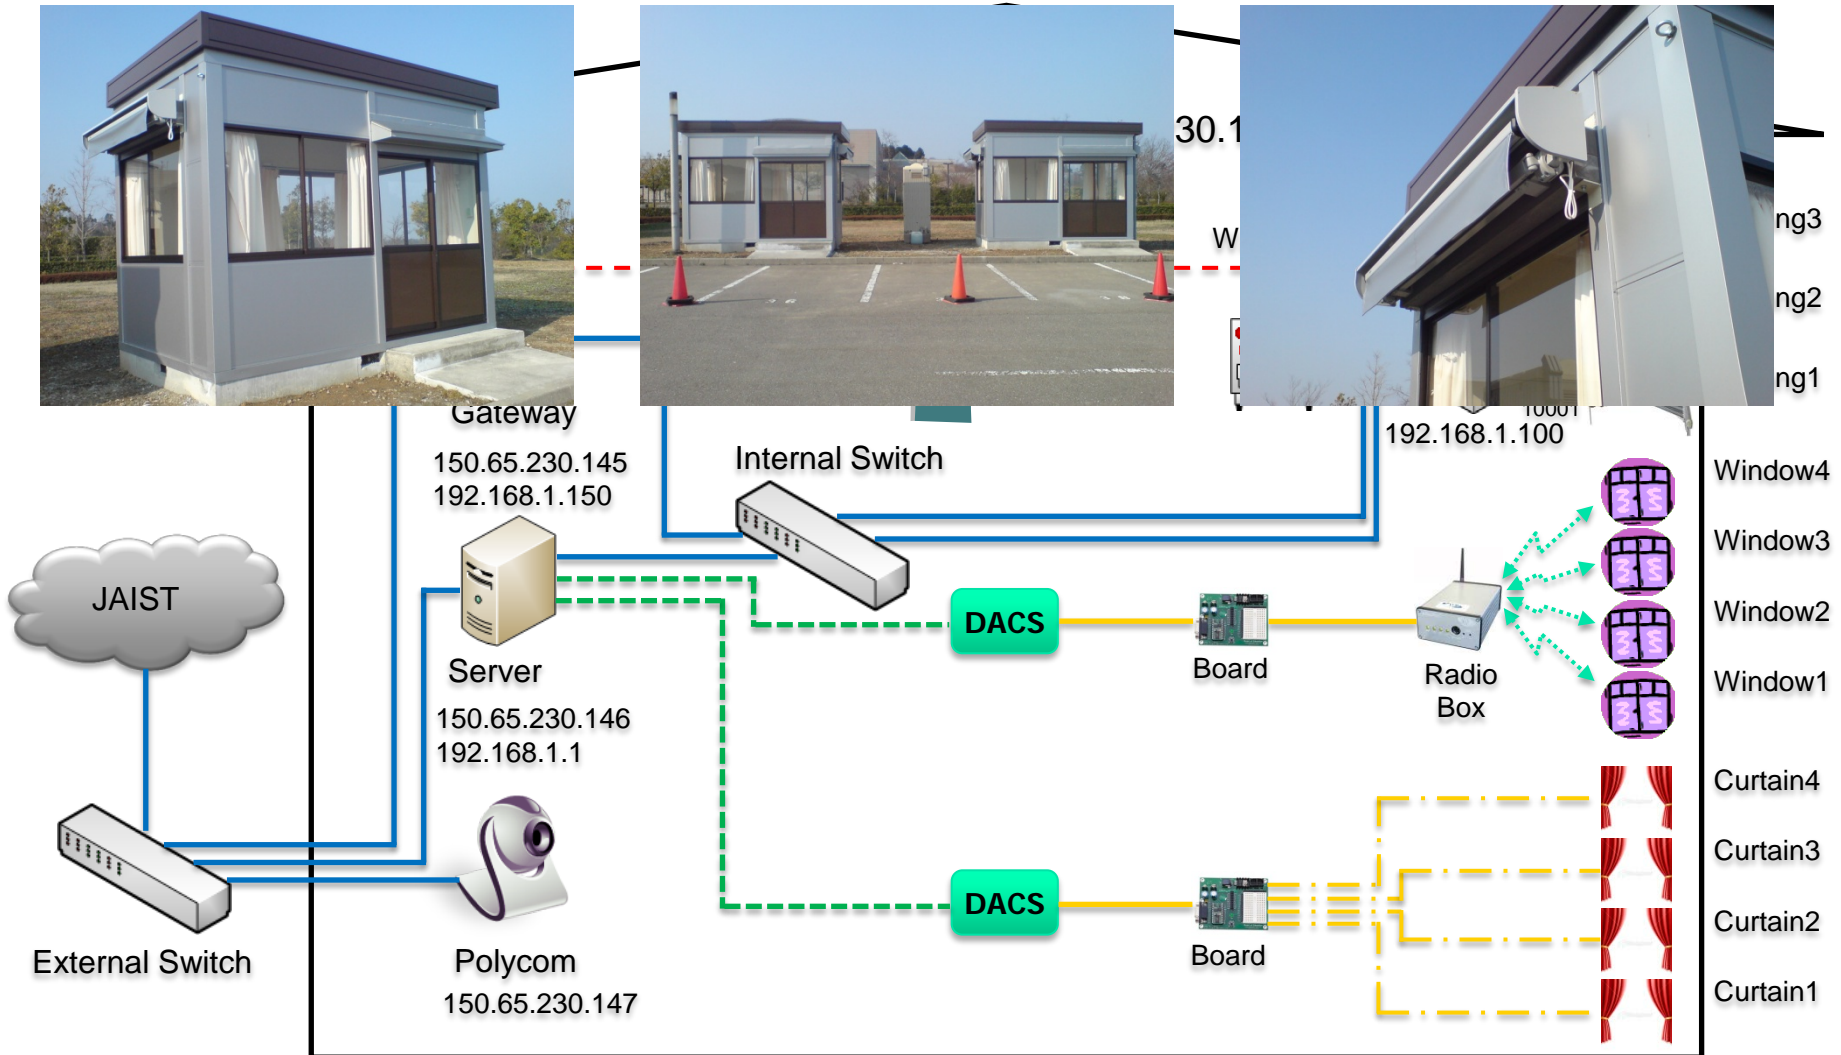 30.1
W
ng3
ng2
ng1
Gateway
150.65.230.145
192.168.1.150
10001
192.168.1.100
Internal Switch
Window4
Window3
Window2
Window1
JAIST
DACS
Board
Radio
Box
Server
150.65.230.146
192.168.1.1
Curtain4
Curtain3
Curtain2
Curtain1
DACS
Board
External Switch
Polycom
150.65.230.147